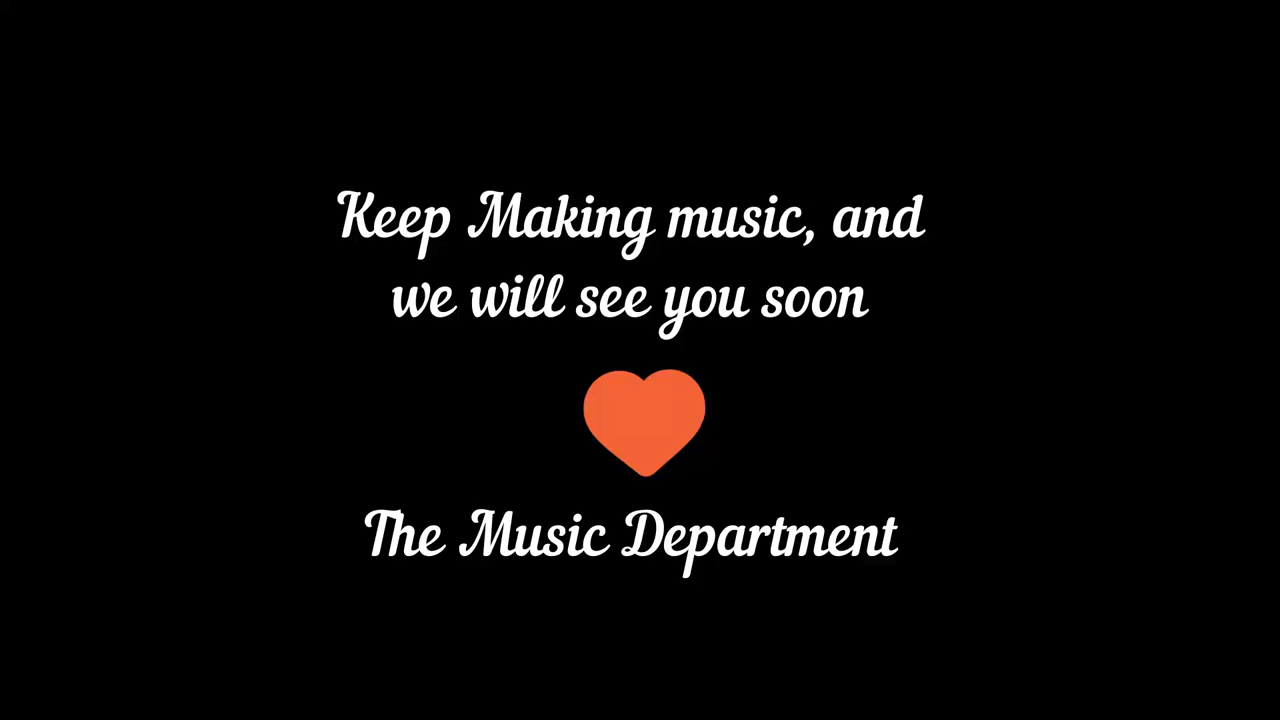 Keep Making music, and
we will see you soon
The Music Department